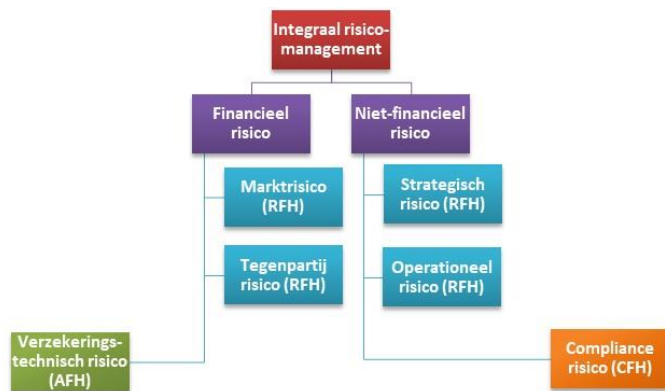 Integraal risico-
management
Financieel
risico
Niet-financieel
risico
Marktrisico
(RFH)
Strategisch
risico (RFH)
Tegenpartij
risico (RFH)
Operationeel
risico (RFH)
Verzekerings-
technisch risico
(AFH)
Compliance
risico (CFH)